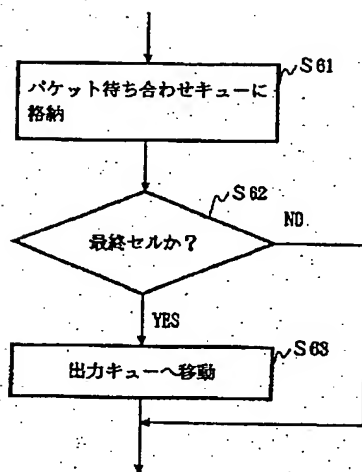 S61
パケット待ち合わせキューに
格納
S62
最終セルか？
NO
YES
S63
出力キューへ移動